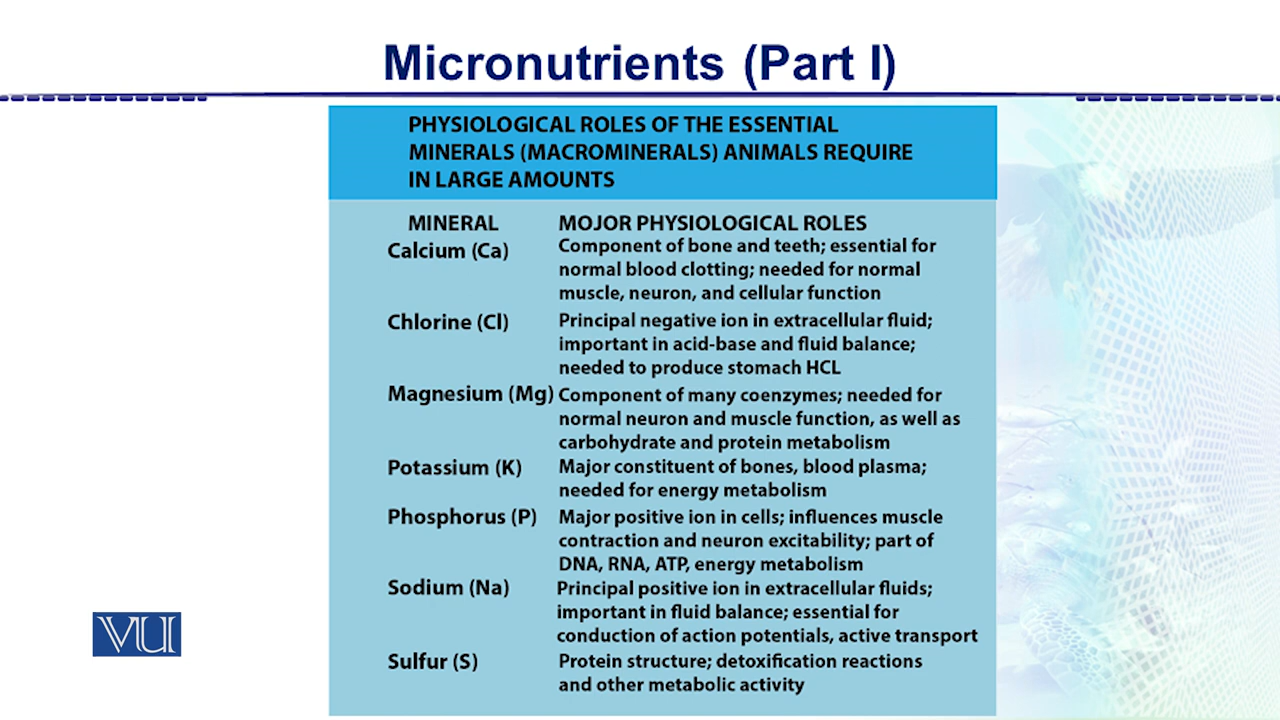 Micronutrients (Part I)
PHYSIOLOGICAL ROLES OF THE ESSENTIAL
MINERALS (MACROMINERALS) ANIMALS REQUIRE
IN LARGE AMOUNTS
MINERAL MOJOR PHYSIOLOGICAL ROLES
Calcium (Ca) Component of bone and teeth; essential for
normal blood clotting; needed for normal
muscle, neuron, and cellular function
Chlorine (Cl) Principal negative ion in extracellular fluid;
important in acid-base and fluid balance;
needed to produce stomach HCL
Magnesium (Mg) Component of many coenzymes; needed for
normal neuron and muscle function, as well as
carbohydrate and protein metabolism
Potassium (K) Major constituent of bones, blood plasma;
needed for energy metabolism
Phosphorus (P) Major positive ion in cells; influences muscle
contraction and neuron excitability; part of
DNA, RNA, ATP, energy metabolism
Sodium (Na) Principal positive ion in extracellular fluids;
important in fluid balance; essential for
conduction of action potentials, active transport
Sulfur (S) Protein structure; detoxification reactions
and other metabolic activity
VU